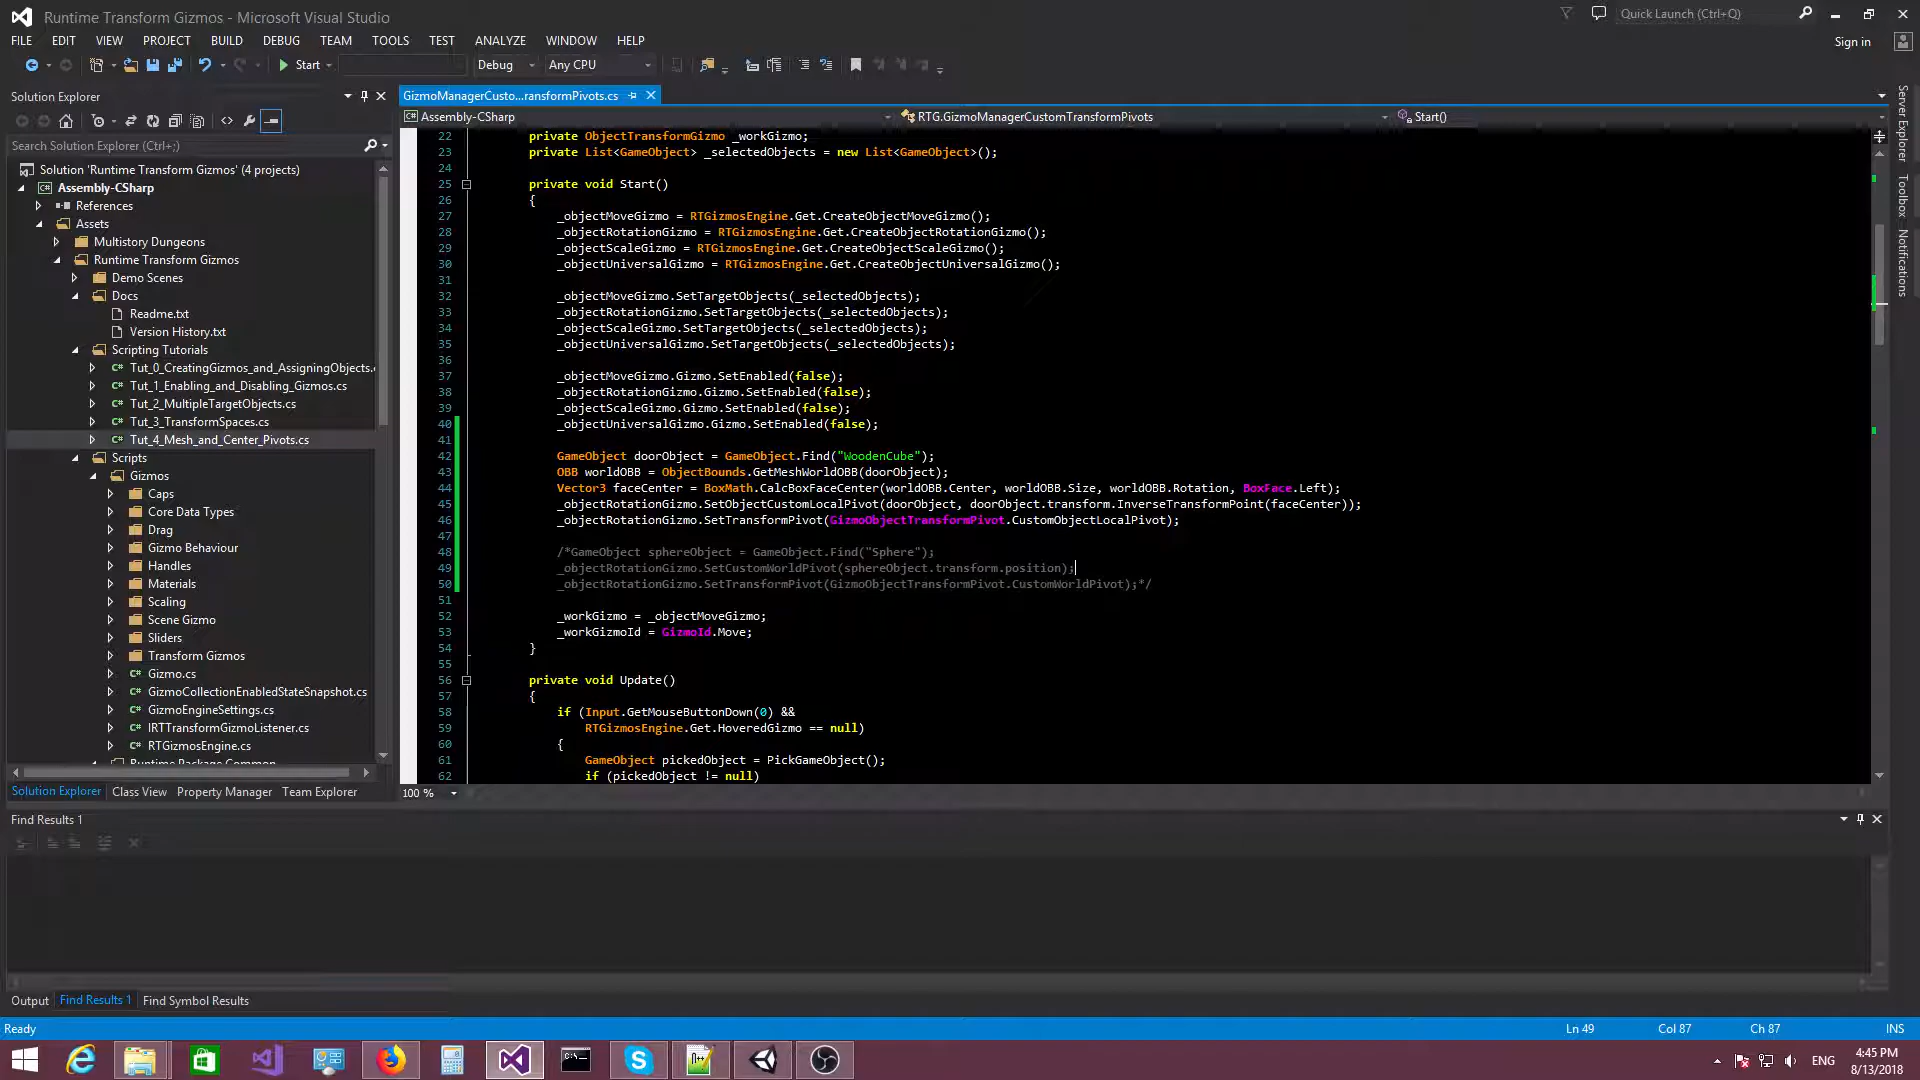 Runtime Transform Gizmos - Microsoft Visual Studio
Quick Launch (Ctrl+Q)
FILE EDIT VIEW PROJECT BUILD DEBUG TEAM TOOLS TEST ANALYZE WINDOW HELP
Sign in
Start Debug Any CPU
Solution Explorer
Search Solution Explorer (Ctrl+;)
Solution 'Runtime Transform Gizmos' (4 projects)
Assembly-CSharp
References
Assets
Multistory Dungeons
Runtime Transform Gizmos
Demo Scenes
Docs
Readme.txt
Version History.txt
Scripting Tutorials
Tut_0_CreatingGizmos_and_AssigningObjects.
Tut_1_Enabling_and_Disabling_Gizmos.cs
Tut_2_MultipleTargetObjects.cs
Tut_3_TransformSpaces.cs
Tut_4_Mesh_and_Center_Pivots.cs
Scripts
Gizmos
Caps
Core Data Types
Drag
Gizmo Behaviour
Handles
Materials
Scaling
Scene Gizmo
Sliders
Transform Gizmos
Gizmo.cs
GizmoCollectionEnabledStateSnapshot.cs
GizmoEngineSettings.cs
IRTTransformGizmoListener.cs
RTGizmosEngine.cs
Runtime Package Common
Solution Explorer Class View Property Manager Team Explorer
GizmoManagerCusto...ransformPivots.cs
Assembly-CSharp RTG.GizmoManagerCustomTransformPivots Start()
22 private ObjectTransformGizmo _workGizmo;
23 private List<GameObject> _selectedObjects = new List<GameObject>();
24
25 private void Start()
26 {
27 _objectMoveGizmo = RTGizmosEngine.Get.CreateObjectMoveGizmo();
28 _objectRotationGizmo = RTGizmosEngine.Get.CreateObjectRotationGizmo();
29 _objectScaleGizmo = RTGizmosEngine.Get.CreateObjectScaleGizmo();
30 _objectUniversalGizmo = RTGizmosEngine.Get.CreateObjectUniversalGizmo();
31
32 _objectMoveGizmo.SetTargetObjects(_selectedObjects);
33 _objectRotationGizmo.SetTargetObjects(_selectedObjects);
34 _objectScaleGizmo.SetTargetObjects(_selectedObjects);
35 _objectUniversalGizmo.SetTargetObjects(_selectedObjects);
36
37 _objectMoveGizmo.Gizmo.SetEnabled(false);
38 _objectRotationGizmo.Gizmo.SetEnabled(false);
39 _objectScaleGizmo.Gizmo.SetEnabled(false);
40 _objectUniversalGizmo.Gizmo.SetEnabled(false);
41
42 GameObject doorObject = GameObject.Find("WoodenCube");
43 OBB worldOBB = ObjectBounds.GetMeshWorldOBB(doorObject);
44 Vector3 faceCenter = BoxMath.CalcBoxFaceCenter(worldOBB.Center, worldOBB.Size, worldOBB.Rotation, BoxFace.Left);
45 _objectRotationGizmo.SetObjectCustomLocalPivot(doorObject, doorObject.transform.InverseTransformPoint(faceCenter));
46 _objectRotationGizmo.SetTransformPivot(GizmoObjectTransformPivot.CustomObjectLocalPivot);
47
48 /*GameObject sphereObject = GameObject.Find("Sphere");
49 _objectRotationGizmo.SetCustomWorldPivot(sphereObject.transform.position);
50 _objectRotationGizmo.SetTransformPivot(GizmoObjectTransformPivot.CustomWorldPivot);*/
51
52 _workGizmo = _objectMoveGizmo;
53 _workGizmoId = GizmoId.Move;
54 }
55
56 private void Update()
57 {
58 if (Input.GetMouseButtonDown(0) &&
59 RTGizmosEngine.Get.HoveredGizmo == null)
60 {
61 GameObject pickedObject = PickGameObject();
62 if (pickedObject != null)
100 %
Server Explorer
Toolbox
Notifications
Find Results 1
Output Find Results 1 Find Symbol Results
Ready Ln 49 Col 87 Ch 87 INS
ENG
4:45 PM
8/13/2018